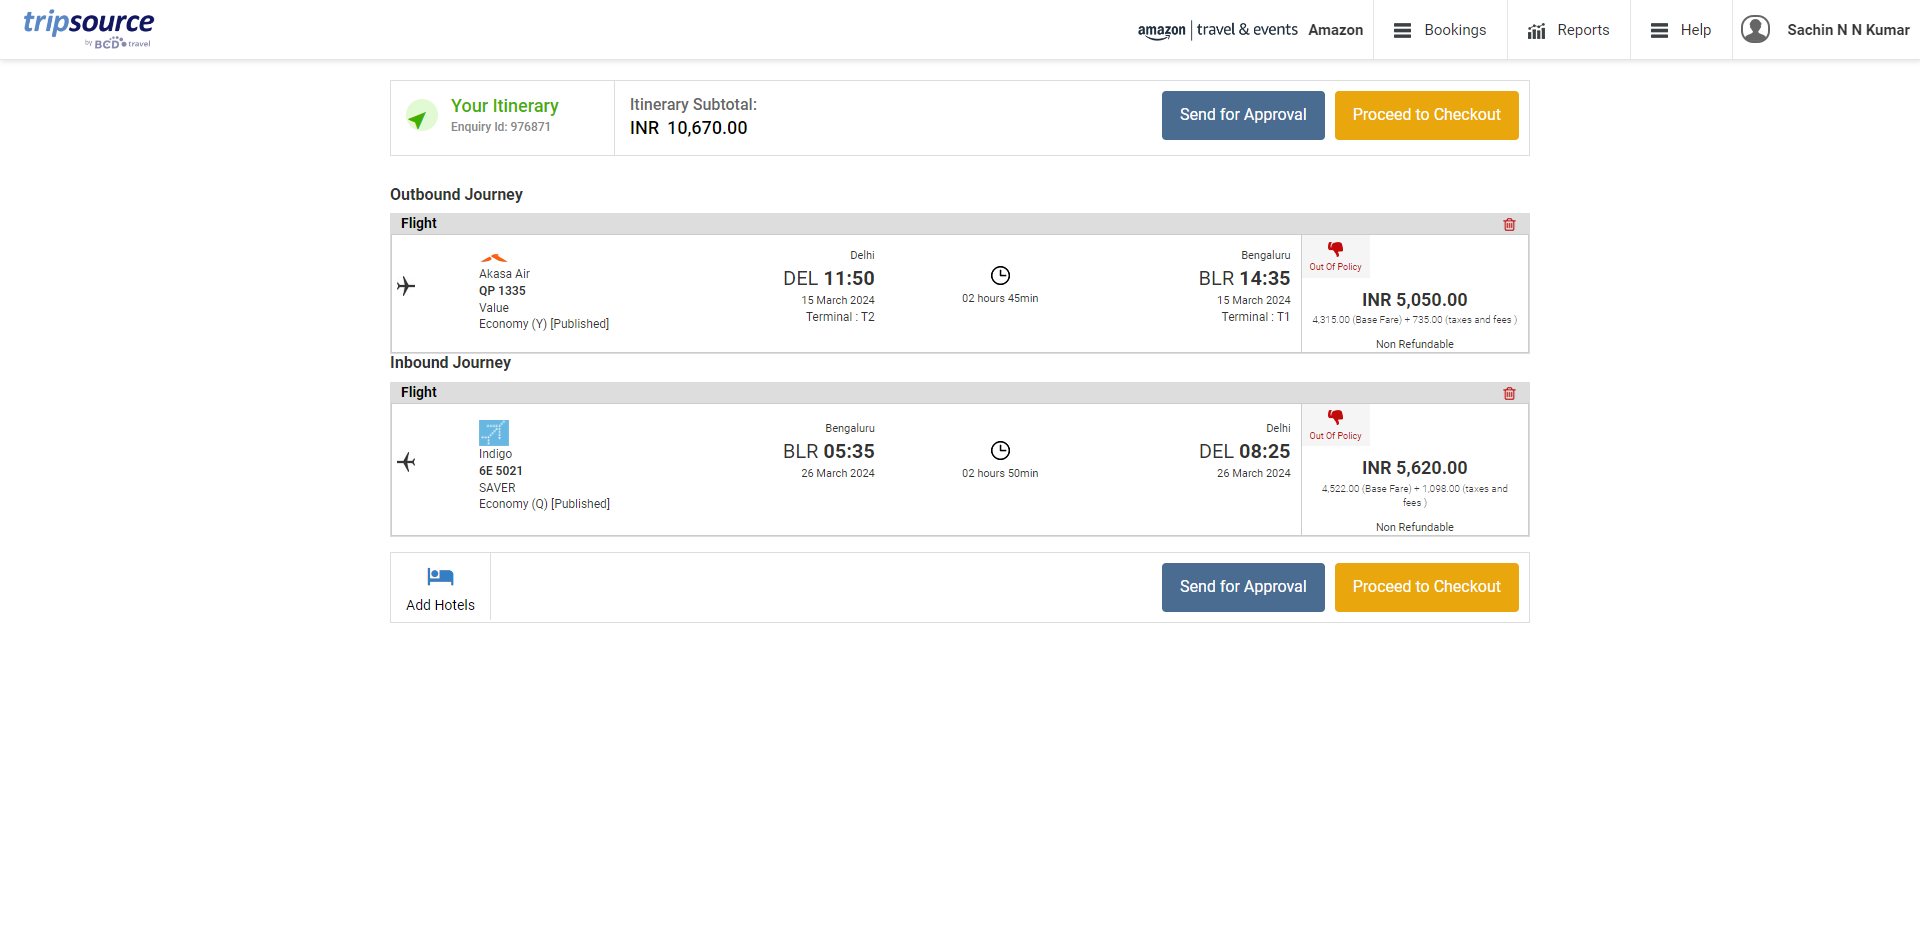 tripsource
by BCD travel
amazon | travel & events Amazon
Bookings
Reports
Help
Sachin N N Kumar
Your Itinerary
Enquiry Id: 976871
Itinerary Subtotal:
INR 10,670.00
Send for Approval
Proceed to Checkout
Outbound Journey
Flight
Akasa Air
QP 1335
Value
Economy (Y) [Published]
Delhi
DEL 11:50
15 March 2024
Terminal : T2
02 hours 45min
Bengaluru
BLR 14:35
15 March 2024
Terminal : T1
Out Of Policy
INR 5,050.00
4,315.00 (Base Fare) + 735.00 (taxes and fees )
Non Refundable
Inbound Journey
Flight
Indigo
6E 5021
SAVER
Economy (Q) [Published]
Bengaluru
BLR 05:35
26 March 2024
02 hours 50min
Delhi
DEL 08:25
26 March 2024
Out Of Policy
INR 5,620.00
4,522.00 (Base Fare) + 1,098.00 (taxes and
fees )
Non Refundable
Add Hotels
Send for Approval
Proceed to Checkout